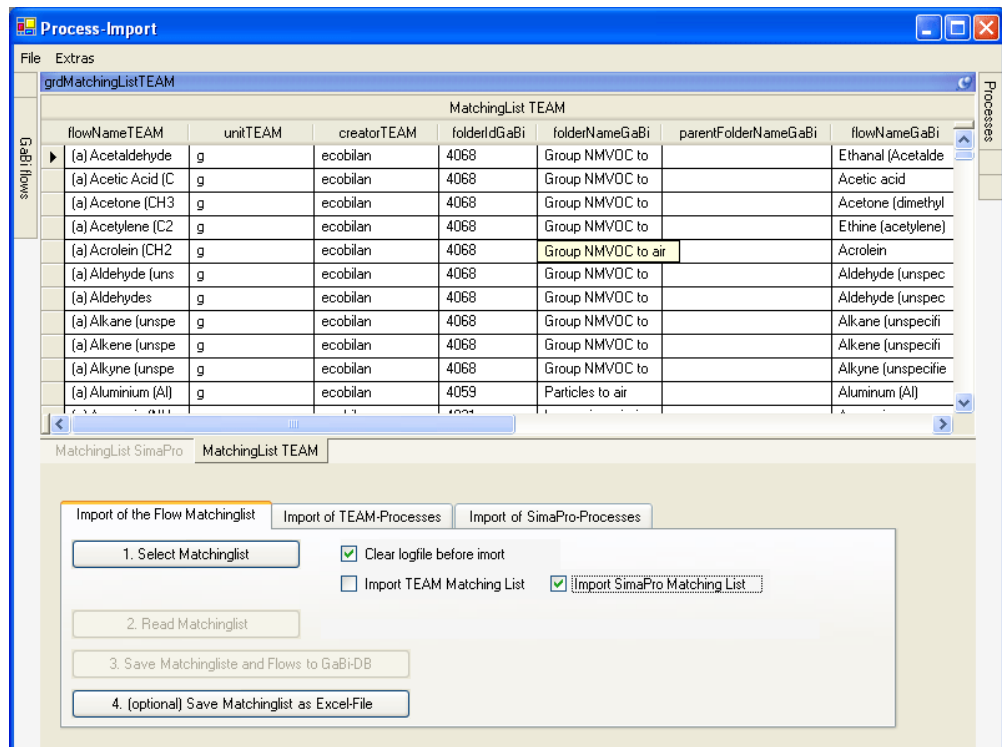 Process-Import
File Extras
grdMatchingListTEAM
MatchingList TEAM
flowNameTEAM unitTEAM creatorTEAM folderIdGaBi folderNameGaBi parentFolderNameGaBi flowNameGaBi
(a) Acetaldehyde g ecobilan 4068 Group NMVOC to Ethanal (Acetalde
(a) Acetic Acid (C g ecobilan 4068 Group NMVOC to Acetic acid
(a) Acetone (CH3 g ecobilan 4068 Group NMVOC to Acetone (dimethyl
(a) Acetylene (C2 g ecobilan 4068 Group NMVOC to Ethine (acetylene)
(a) Acrolein (CH2 g ecobilan 4068 Group NMVOC to air Acrolein
(a) Aldehyde (uns g ecobilan 4068 Group NMVOC to Aldehyde (unspec
(a) Aldehydes g ecobilan 4068 Group NMVOC to Aldehyde (unspec
(a) Alkane (unspe g ecobilan 4068 Group NMVOC to Alkane (unspecifi
(a) Alkene (unspe g ecobilan 4068 Group NMVOC to Alkene (unspecifi
(a) Alkyne (unspe g ecobilan 4068 Group NMVOC to Alkyne (unspecifie
(a) Aluminium (Al) g ecobilan 4059 Particles to air Aluminum (Al)
GaBi flows
Processes
MatchingList SimaPro MatchingList TEAM
Import of the Flow Matchinglist Import of TEAM-Processes Import of SimaPro-Processes
1. Select Matchinglist Clear logfile before imort
Import TEAM Matching List Import SimaPro Matching List
2. Read Matchinglist
3. Save Matchingliste and Flows to GaBi-DB
4. (optional) Save Matchinglist as Excel-File